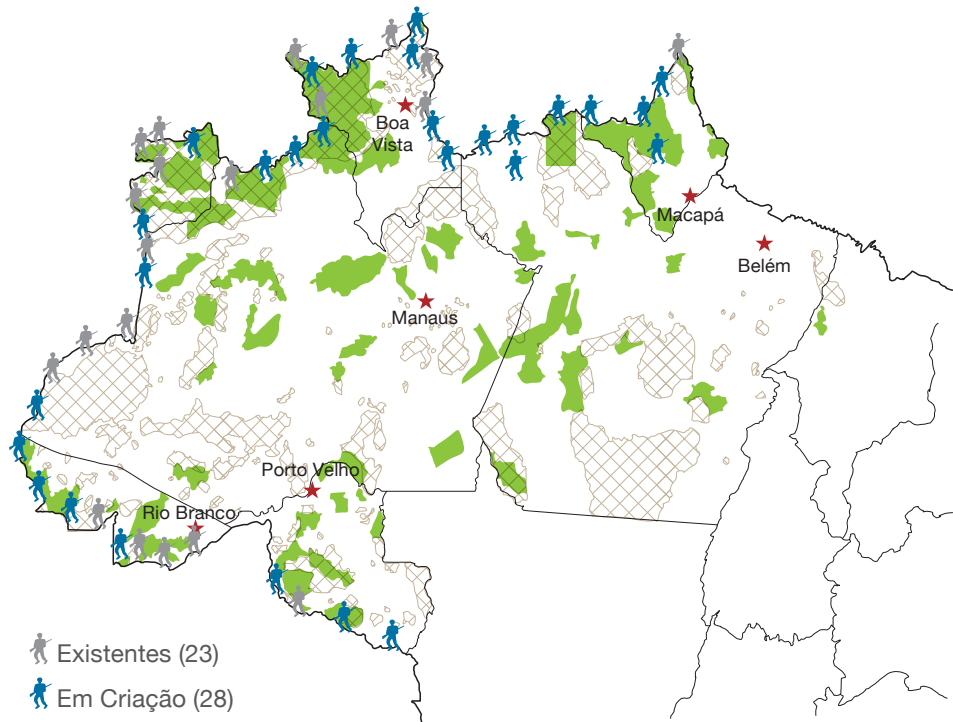 Boa
Vista
Macapá
Belém
Manaus
Porto Velho
Rio Branco
Existentes (23)
Em Criação (28)